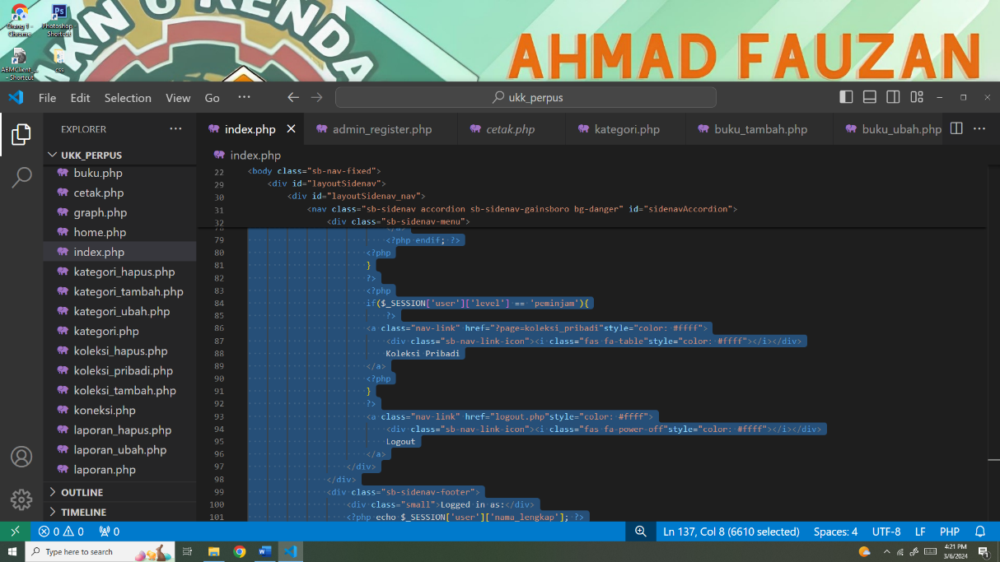 Orang 1 -
Chrome
Photoshop -
Shortcut
ABMClient_...
- Shortcut
css
AHMAD FAUZAN
File Edit Selection View Go ···
ukk_perpus
EXPLORER
index.php
admin_register.php
cetak.php
kategori.php
buku_tambah.php
buku_ubah.php
UKK_PERPUS
buku.php
cetak.php
graph.php
home.php
index.php
kategori_hapus.php
kategori_tambah.php
kategori_ubah.php
kategori.php
koleksi_hapus.php
koleksi_pribadi.php
koleksi_tambah.php
koneksi.php
laporan_hapus.php
laporan_ubah.php
laporan.php
OUTLINE
TIMELINE
index.php
22 <body class="sb-nav-fixed">
29 <div id="layoutSidenav">
30 <div id="layoutSidenav_nav">
31 <nav class="sb-sidenav accordion sb-sidenav-gainsboro bg-danger" id="sidenavAccordion">
32 <div class="sb-sidenav-menu">
79 <?php endif; ?>
80 <?php
81 }
82 ?>
83 <?php
84 if($_SESSION['user']['level'] == 'peminjam'){
85 ?>
86 <a class="nav-link" href="?page=koleksi_pribadi"style="color: #ffff">
87 <div class="sb-nav-link-icon"><i class="fas fa-table"style="color: #ffff"></i></div>
88 Koleksi Pribadi
89 </a>
90 <?php
91 }
92 ?>
93 <a class="nav-link" href="logout.php"style="color: #ffff">
94 <div class="sb-nav-link-icon"><i class="fas fa-power-off"style="color: #ffff"></i></div>
95 Logout
96 </a>
97 </div>
98 </div>
99 <div class="sb-sidenav-footer">
100 <div class="small">Logged in as:</div>
101 <?php echo $_SESSION['user']['nama_lengkap']; ?>
0 0 0
Ln 137, Col 8 (6610 selected) Spaces: 4 UTF-8 LF PHP
Type here to search
4:21 PM
3/6/2024
1